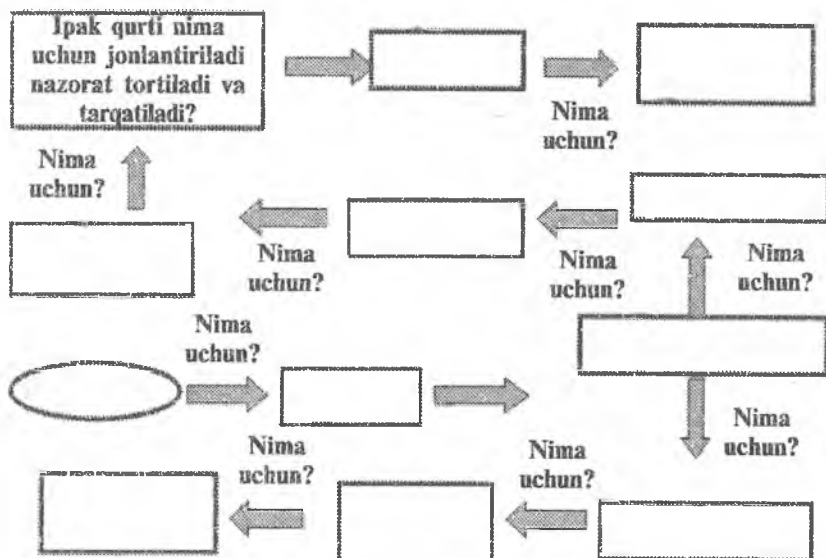 Ipak qurti nima
uchun jonlantiriladi
nazorat tortiladi va
tarqatiladi?
Nima
uchun?
Nima
uchun?
Nima
uchun?
Nima
uchun?
Nima
uchun?
Nima
uchun?
Nima
uchun?
Nima
uchun?
Nima
uchun?